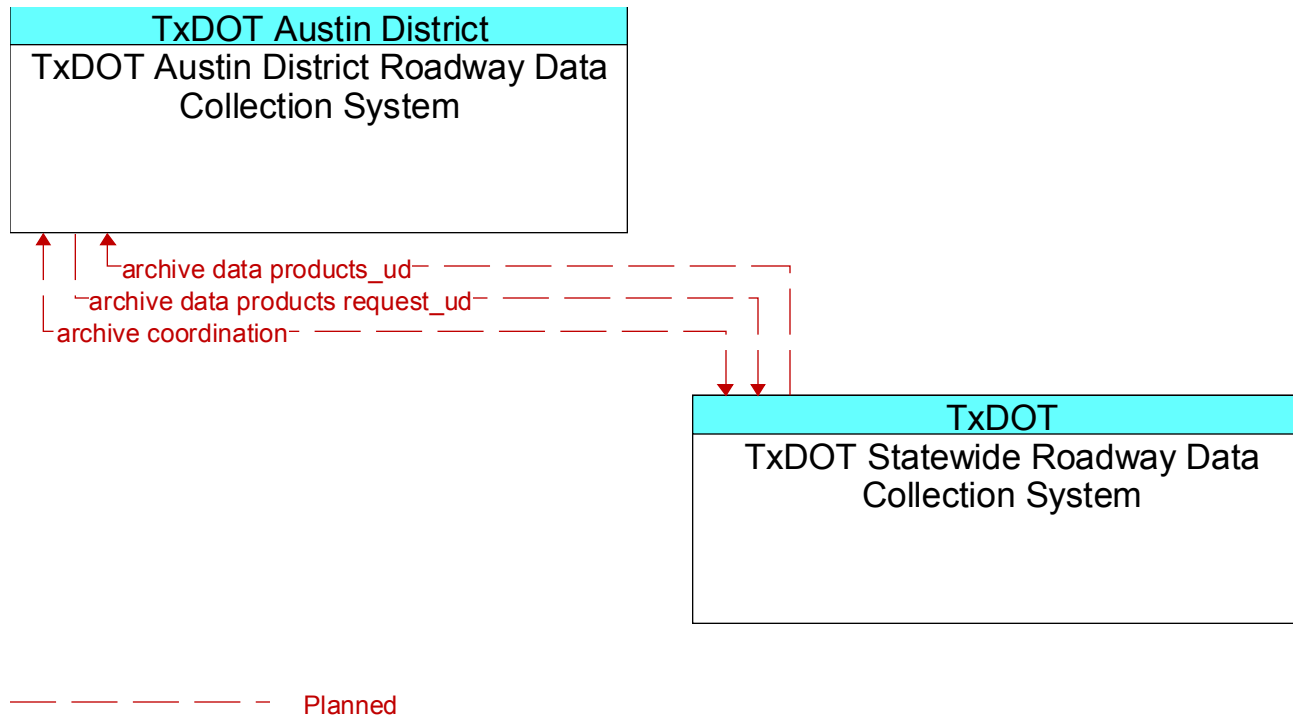 TxDOT Austin District
TxDOT Austin District Roadway Data
Collection System
archive data products_ud
archive data products request_ud
archive coordination
TxDOT
TxDOT Statewide Roadway Data
Collection System
Planned